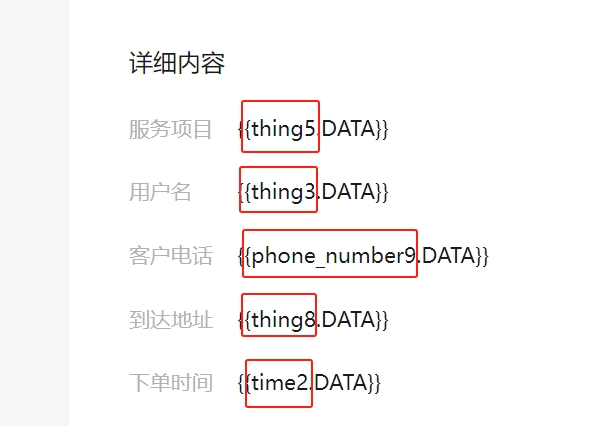 详细内容
服务项目 {{thing5.DATA}}
用户名 {{thing3.DATA}}
客户电话 {{phone_number9.DATA}}
到达地址 {{thing8.DATA}}
下单时间 {{time2.DATA}}